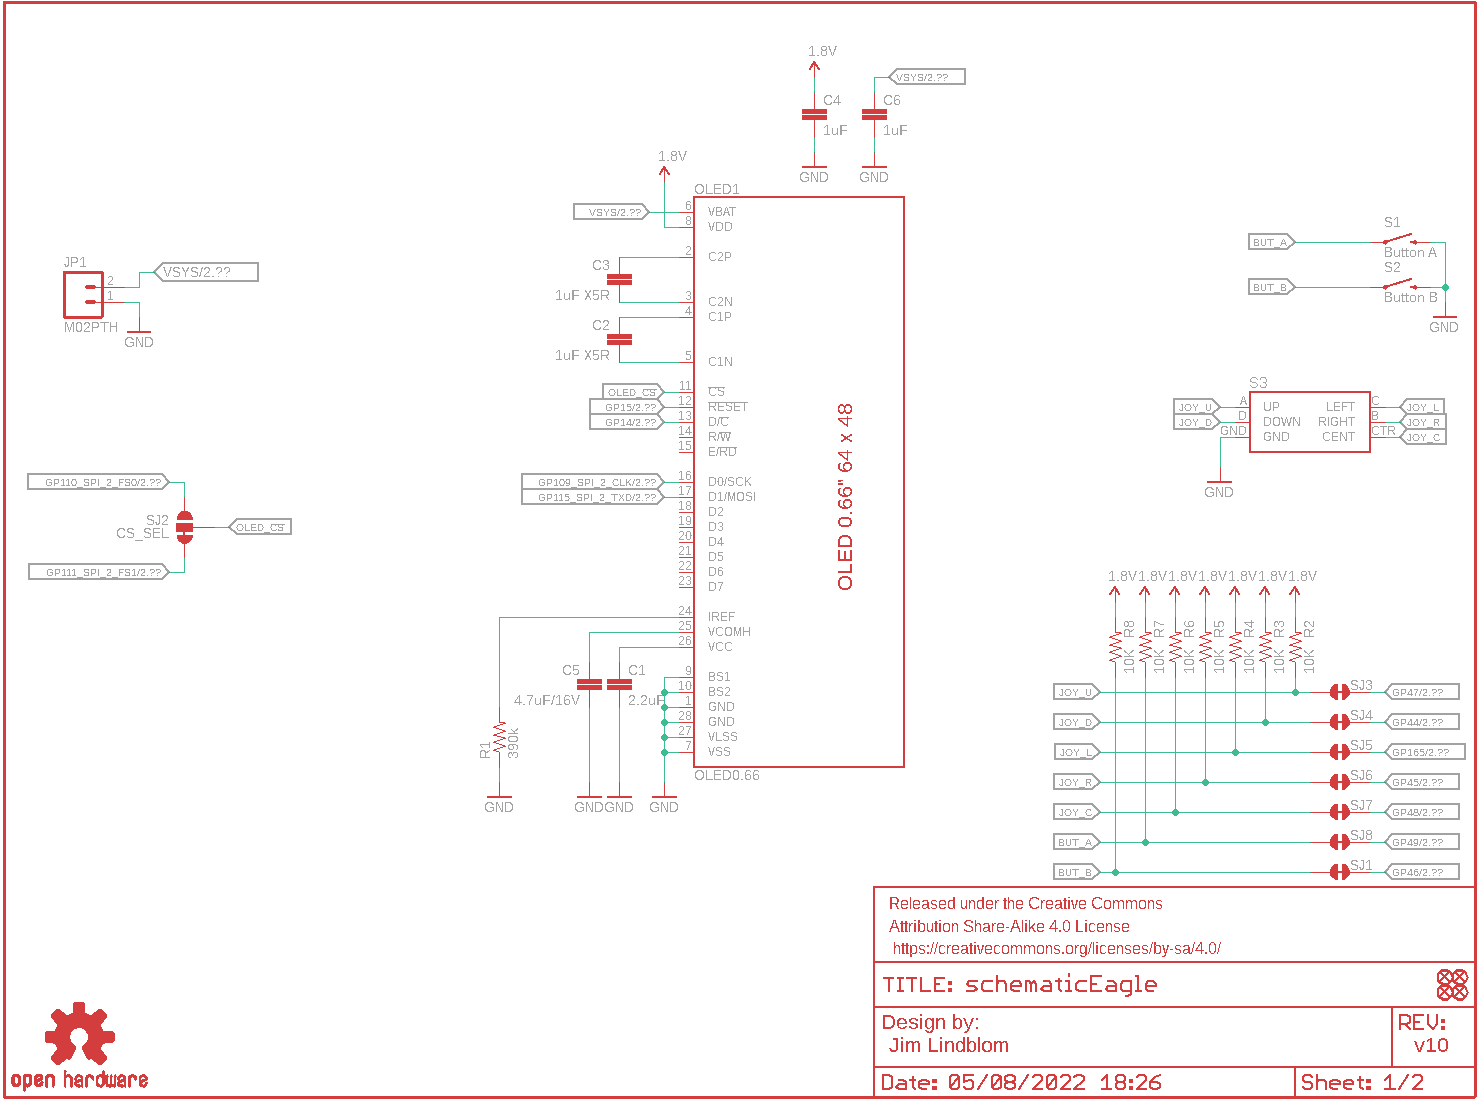 1.8V
VSYS/2.??
C4
1uF
GND
C6
1uF
GND
1.8V
OLED1
VSYS/2.??
6 VBAT
8 VDD
2 C2P
C3
1uF X5R
3 C2N
4 C1P
C2
1uF X5R
5 C1N
OLED_CS 11 CS
GP15/2.?? 12 RESET
GP14/2.?? 13 D/C
14 R/W
15 E/RD
GP109_SPI_2_CLK/2.?? 16 D0/SCK
GP115_SPI_2_TXD/2.?? 17 D1/MOSI
18 D2
19 D3
20 D4
21 D5
22 D6
23 D7
24 IREF
25 VCOMH
26 VCC
C5
4.7uF/16V
C1
2.2uF
9 BS1
10 BS2
1 GND
28 GND
27 VLSS
7 VSS
R1
390k
OLED0.66
GND
GND
GND
GND
OLED 0.66" 64 x 48
JP1
VSYS/2.??
2
1
M02PTH
GND
GP110_SPI_2_FS0/2.??
SJ2
CS_SEL
OLED_CS
GP111_SPI_2_FS1/2.??
S1
BUT_A
Button A
S2
BUT_B
Button B
GND
S3
JOY_U A UP LEFT C JOY_L
JOY_D D DOWN RIGHT B JOY_R
GND GND CENT CTR JOY_C
GND
1.8V 1.8V 1.8V 1.8V 1.8V 1.8V 1.8V
R8 R7 R6 R5 R4 R3 R2
10K 10K 10K 10K 10K 10K 10K
JOY_U SJ3 GP47/2.??
JOY_D SJ4 GP44/2.??
JOY_L SJ5 GP165/2.??
JOY_R SJ6 GP45/2.??
JOY_C SJ7 GP48/2.??
BUT_A SJ8 GP49/2.??
BUT_B SJ1 GP46/2.??
Released under the Creative Commons
Attribution Share-Alike 4.0 License
https://creativecommons.org/licenses/by-sa/4.0/
TITLE: schematicEagle
Design by:
Jim Lindblom
REV:
v10
Date: 05/08/2022 18:26
Sheet: 1/2
open hardware